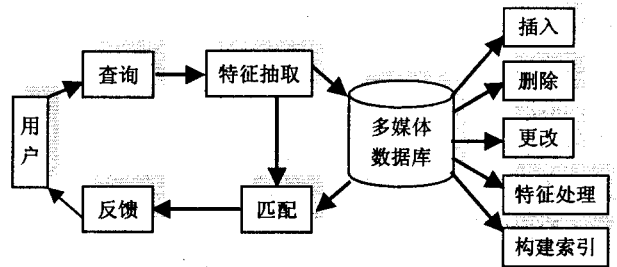 插入
查询
特征抽取
删除
用户
多媒体
数据库
更改
反馈
匹配
特征处理
构建索引